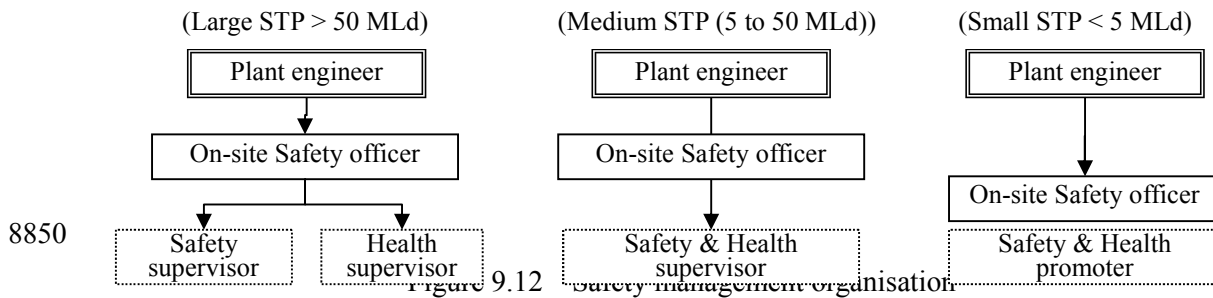 (Large STP > 50 MLd) (Medium STP (5 to 50 MLd)) (Small STP < 5 MLd)
Plant engineer Plant engineer Plant engineer
On-site Safety officer On-site Safety officer
On-site Safety officer
8850
Safety Health Safety & Health Safety & Health
supervisor supervisor supervisor promoter
Figure 9.12 Safety management organisation